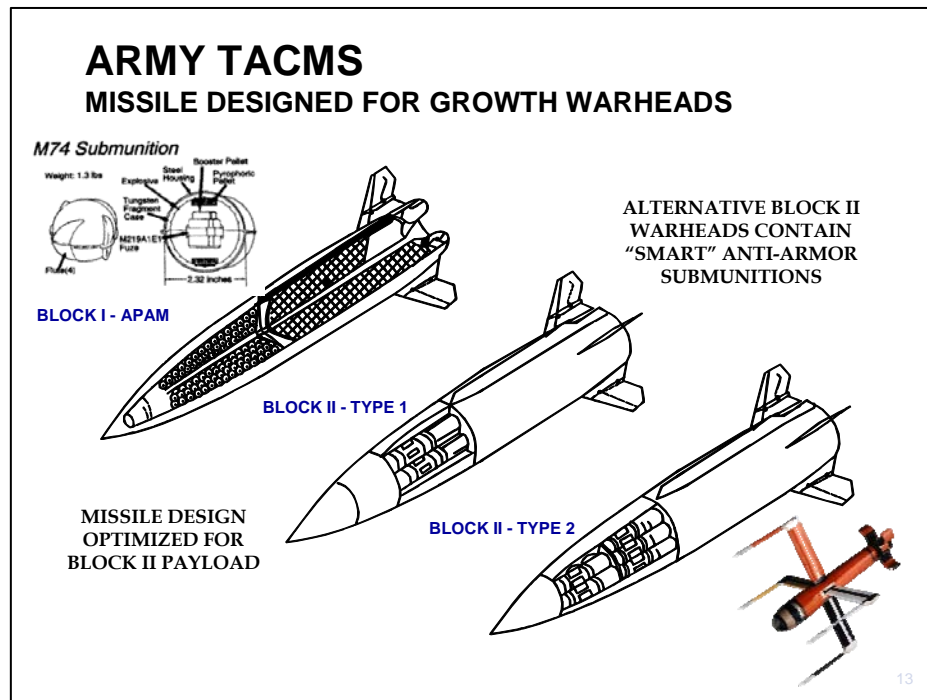 ARMY TACMS
MISSILE DESIGNED FOR GROWTH WARHEADS
M74 Submunition
Weight: 1.3 lbs
Booster Pellet
Steel
Housing
Pyrophoric
Pellet
Explosive
Tungsten
Fragment
Case
M219A1E1
Fuze
Flute(4)
2.32 inches
ALTERNATIVE BLOCK II
WARHEADS CONTAIN
“SMART” ANTI-ARMOR
SUBMUNITIONS
BLOCK I - APAM
BLOCK II - TYPE 1
MISSILE DESIGN
OPTIMIZED FOR
BLOCK II PAYLOAD
BLOCK II - TYPE 2
13